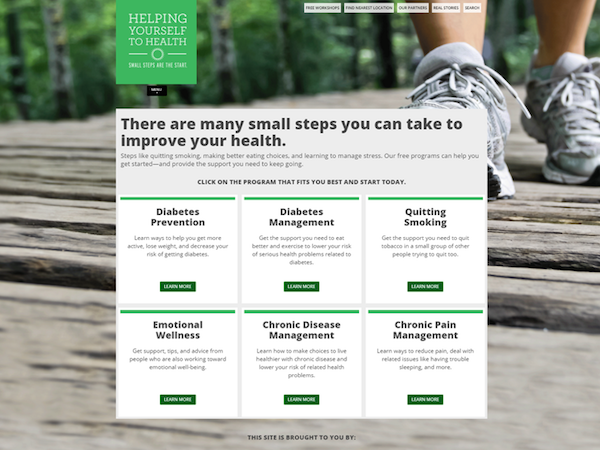 HELPING
YOURSELF
TO HEALTH
SMALL STEPS ARE THE START.
FREE WORKSHOPS FIND NEAREST LOCATION OUR PARTNERS REAL STORIES SEARCH
MENU
There are many small steps you can take to
improve your health.
Steps like quitting smoking, making better eating choices, and learning to manage stress. Our free programs can help you
get started—and provide the support you need to keep going.
CLICK ON THE PROGRAM THAT FITS YOU BEST AND START TODAY.
Diabetes
Prevention
Learn ways to help you get more
active, lose weight, and decrease your
risk of getting diabetes.
LEARN MORE
Diabetes
Management
Get the support you need to eat
better and exercise to lower your risk
of serious health problems related to
diabetes.
LEARN MORE
Quitting
Smoking
Get the support you need to quit
tobacco in a small group of other
people trying to quit too.
LEARN MORE
Emotional
Wellness
Get support, tips, and advice from
people who are also working toward
emotional well-being.
LEARN MORE
Chronic Disease
Management
Learn how to make choices to live
healthier with chronic disease and
lower your risk of related health
problems.
LEARN MORE
Chronic Pain
Management
Learn ways to reduce pain, deal with
related issues like having trouble
sleeping, and more.
LEARN MORE
THIS SITE IS BROUGHT TO YOU BY: